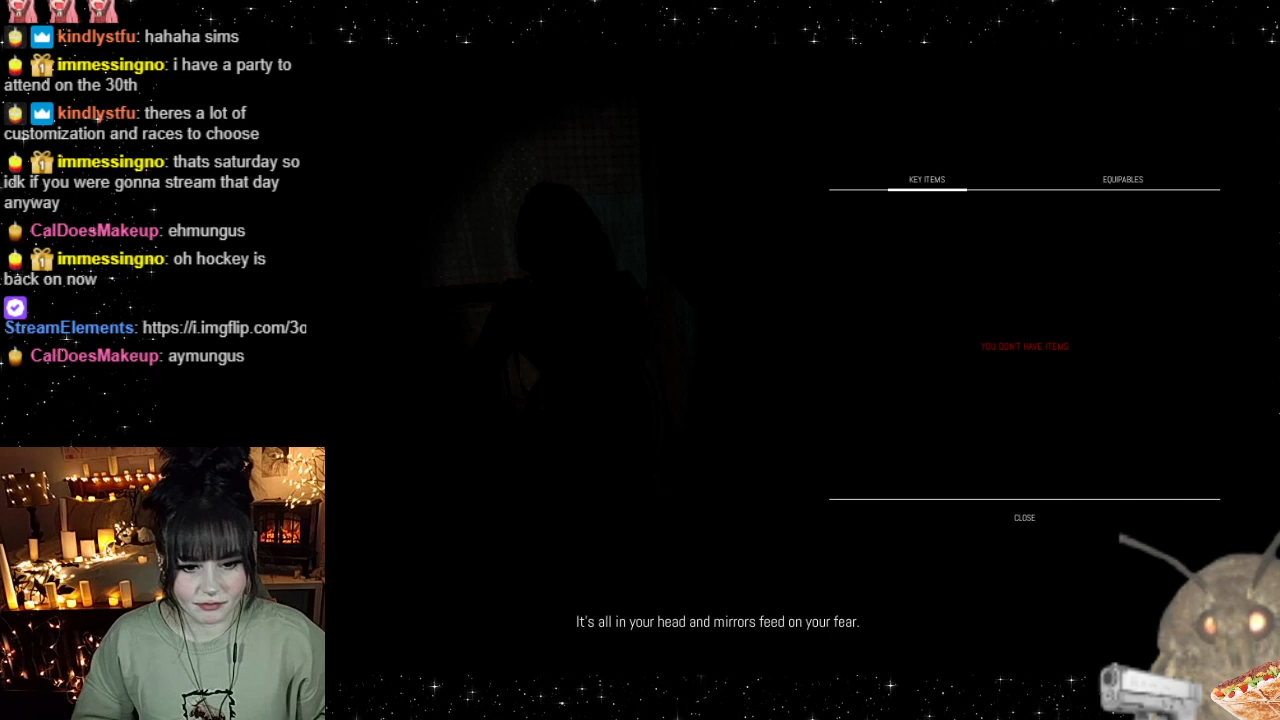 kindlystfu: hahaha sims
immessingno: i have a party to
attend on the 30th
kindlystfu: theres a lot of
customization and races to choose
immessingno: thats saturday so
idk if you were gonna stream that day
anyway
CalDoesMakeup: ehmungus
1
immessingno: oh hockey is
back on now
StreamElements: https://i.imgflip.com/3
CalDoesMakeup: aymungus
KEY ITEMS
EQUIPABLES
YOU DON'T HAVE ITEMS
CLOSE
It's all in your head and mirrors feed on your fear.